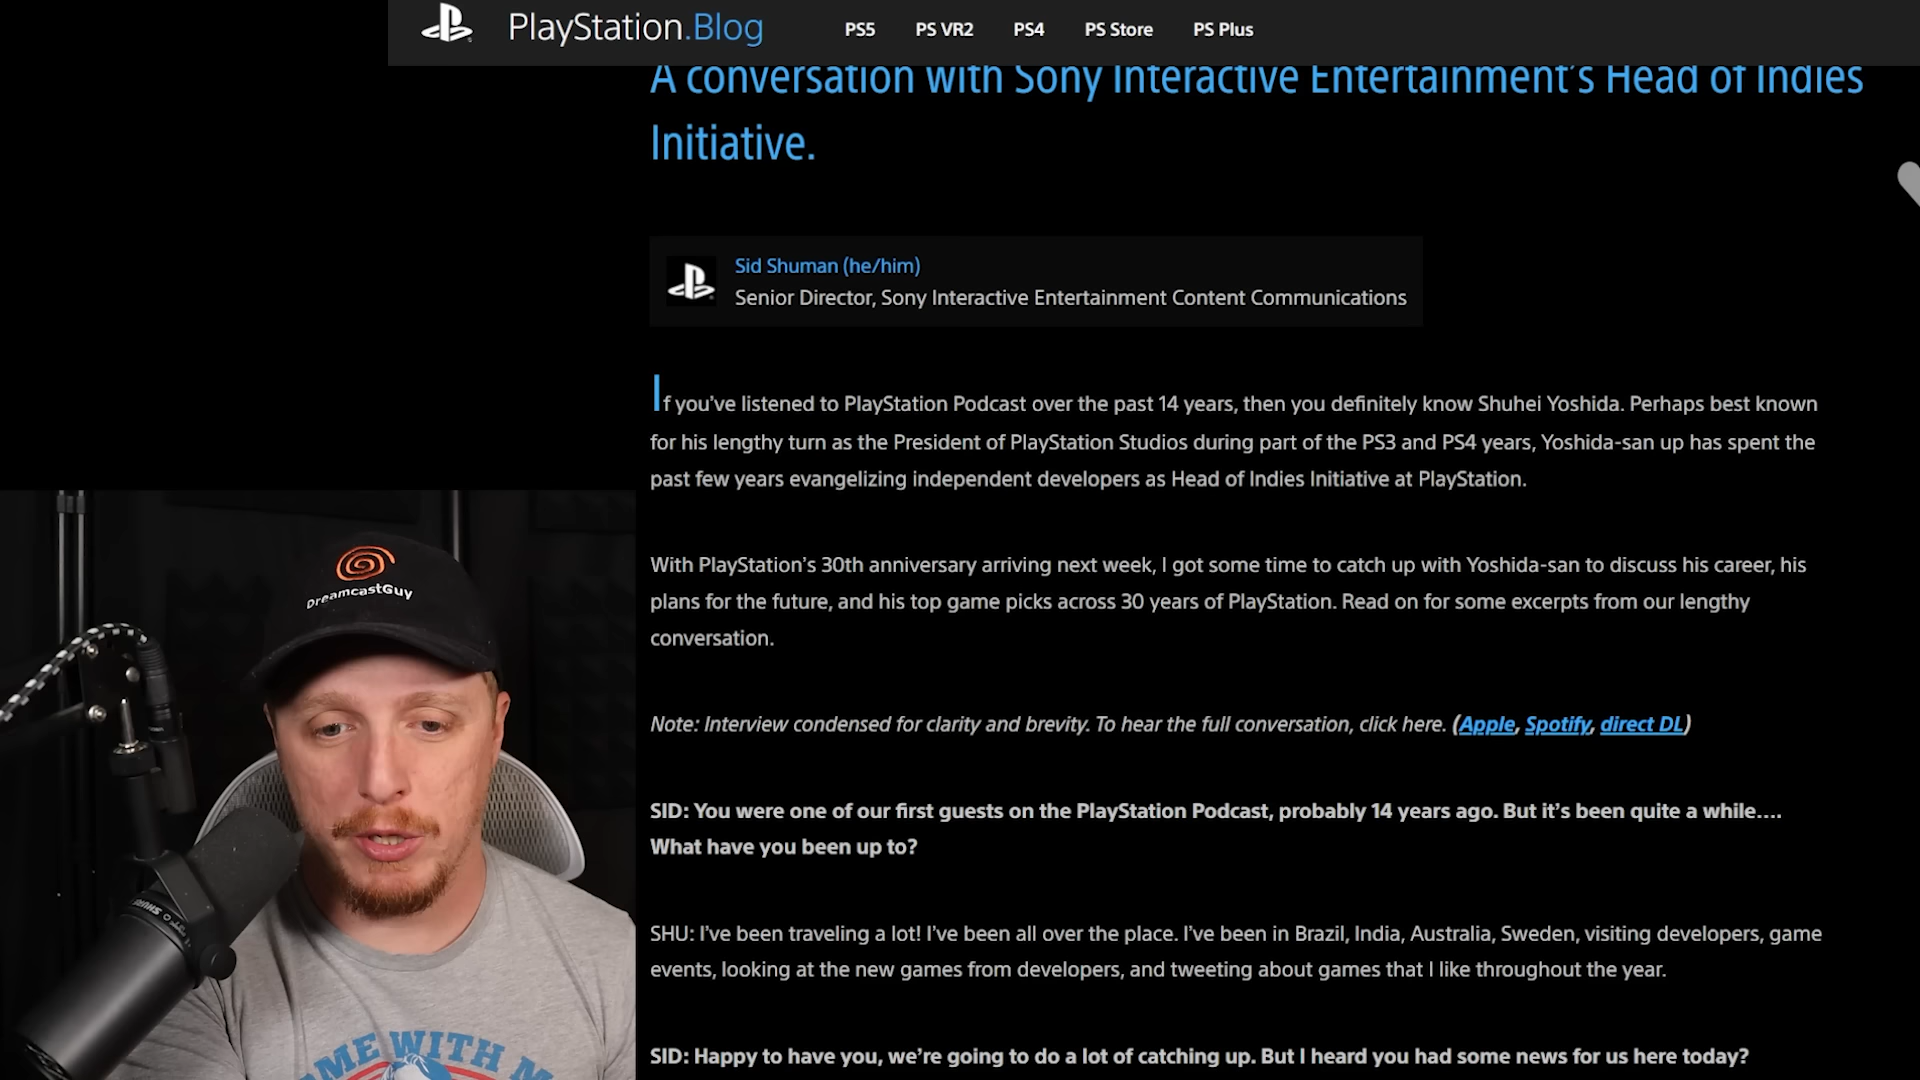 PlayStation.Blog PS5 PS VR2 PS4 PS Store PS Plus
A conversation with Sony Interactive Entertainment's Head of Indies
Initiative.
Sid Shuman (he/him)
Senior Director, Sony Interactive Entertainment Content Communications
If you've listened to PlayStation Podcast over the past 14 years, then you definitely know Shuhei Yoshida. Perhaps best known
for his lengthy turn as the President of PlayStation Studios during part of the PS3 and PS4 years, Yoshida-san up has spent the
past few years evangelizing independent developers as Head of Indies Initiative at PlayStation.
With PlayStation's 30th anniversary arriving next week, I got some time to catch up with Yoshida-san to discuss his career, his
plans for the future, and his top game picks across 30 years of PlayStation. Read on for some excerpts from our lengthy
conversation.
Note: Interview condensed for clarity and brevity. To hear the full conversation, click here. (Apple, Spotify, direct DL)
SID: You were one of our first guests on the PlayStation Podcast, probably 14 years ago. But it's been quite a while....
What have you been up to?
SHU: I've been traveling a lot! I've been all over the place. I've been in Brazil, India, Australia, Sweden, visiting developers, game
events, looking at the new games from developers, and tweeting about games that I like throughout the year.
SID: Happy to have you, we're going to do a lot of catching up. But I heard you had some news for us here today?
DreamcastGuy
SHURE
WITH